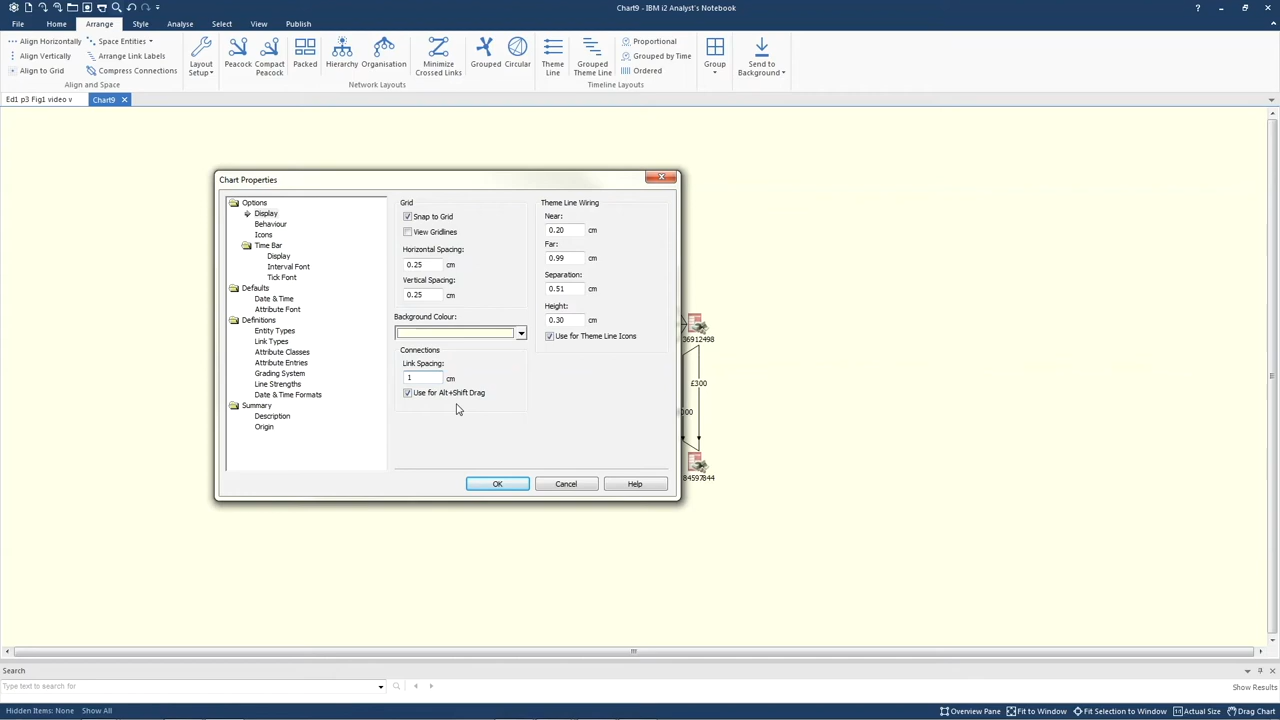 Chart9 - IBM i2 Analyst's Notebook
File Home Arrange Style Analyse Select View Publish
Align Horizontally
Align Vertically
Align to Grid
Space Entities
Arrange Link Labels
Compress Connections
Align and Space
Layout
Setup
Peacock
Compact
Peacock
Packed
Hierarchy
Organisation
Minimize
Crossed Links
Grouped
Circular
Network Layouts
Theme
Line
Grouped
Theme Line
Proportional
Grouped by Time
Ordered
Timeline Layouts
Group
Send to
Background
Ed1 p3 Fig1 video v
Chart9
Chart Properties
Options
Display
Behaviour
Icons
Time Bar
Display
Interval Font
Tick Font
Defaults
Date & Time
Attribute Font
Definitions
Entity Types
Link Types
Attribute Classes
Attribute Entries
Grading System
Line Strengths
Date & Time Formats
Summary
Description
Origin
Grid
Snap to Grid
View Gridlines
Horizontal Spacing:
0.25 cm
Vertical Spacing:
0.25 cm
Background Colour:
Connections
Link Spacing:
1 cm
Use for Alt+Shift Drag
Theme Line Wiring
Near:
0.20 cm
Far:
0.99 cm
Separation:
0.51 cm
Height:
0.30 cm
Use for Theme Line Icons
OK Cancel Help
36912498
£300
000
84597844
Search
Type text to search for
Show Results
Hidden Items: None Show All
Overview Pane Fit to Window Fit Selection to Window Actual Size Drag Chart